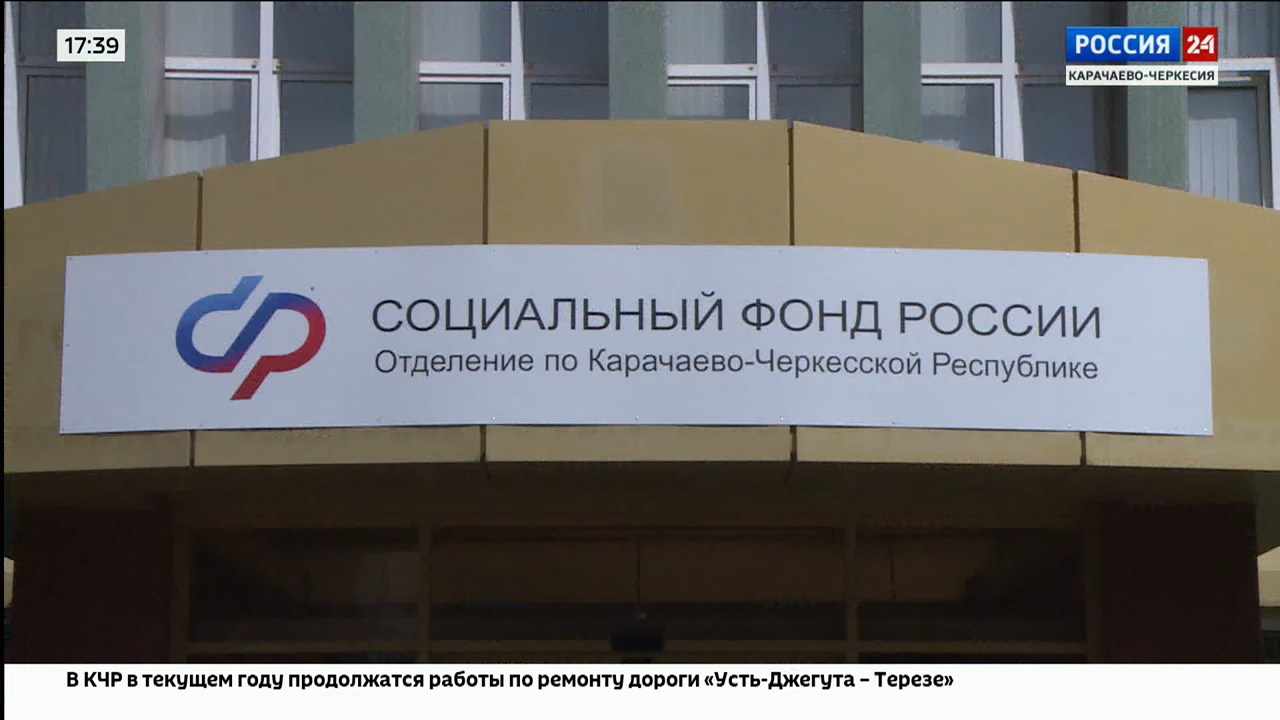 17:39
РОССИЯ 24
КАРАЧАЕВО-ЧЕРКЕСИЯ
СОЦИАЛЬНЫЙ ФОНД РОССИИ
Отделение по Карачаево-Черкесской Республике
В КЧР в текущем году продолжатся работы по ремонту дороги «Усть-Джегута – Терезе»